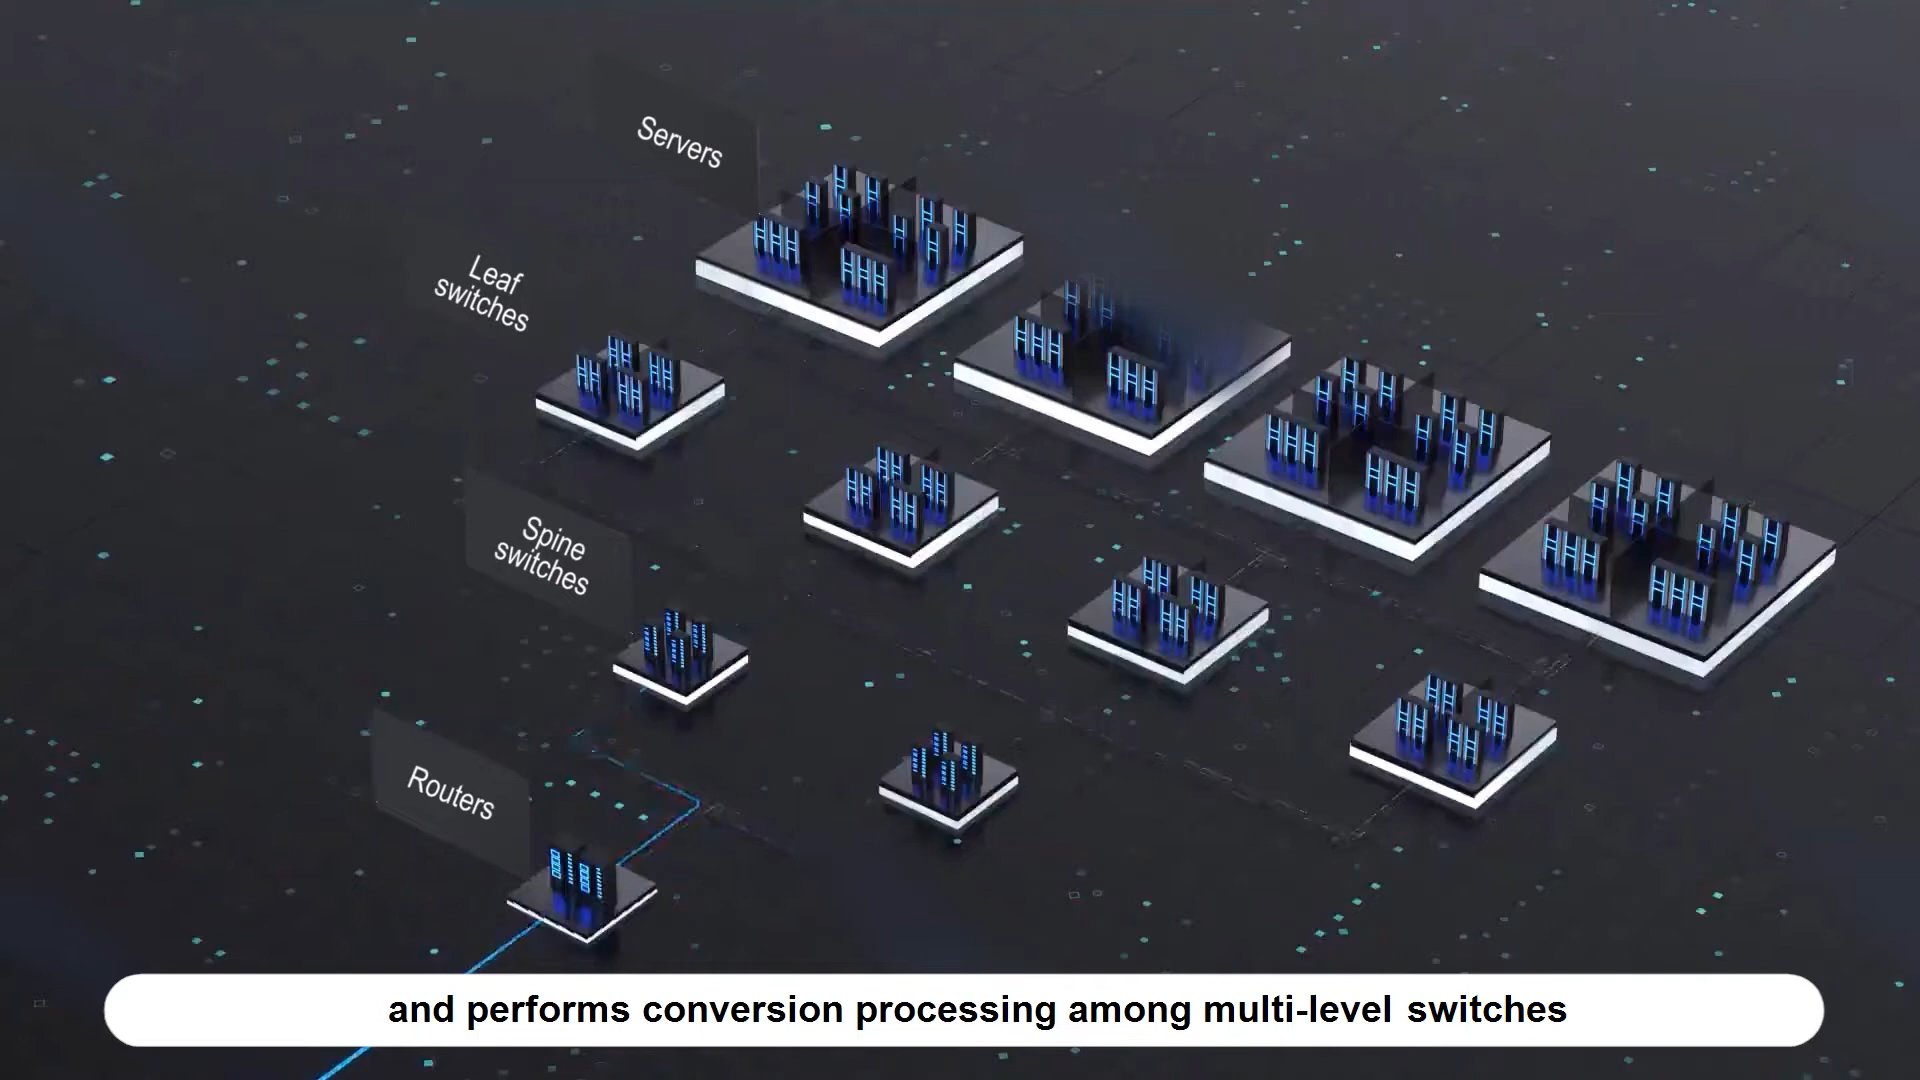 Servers
Leaf
switches
Spine
switches
Routers
and performs conversion processing among multi-level switches